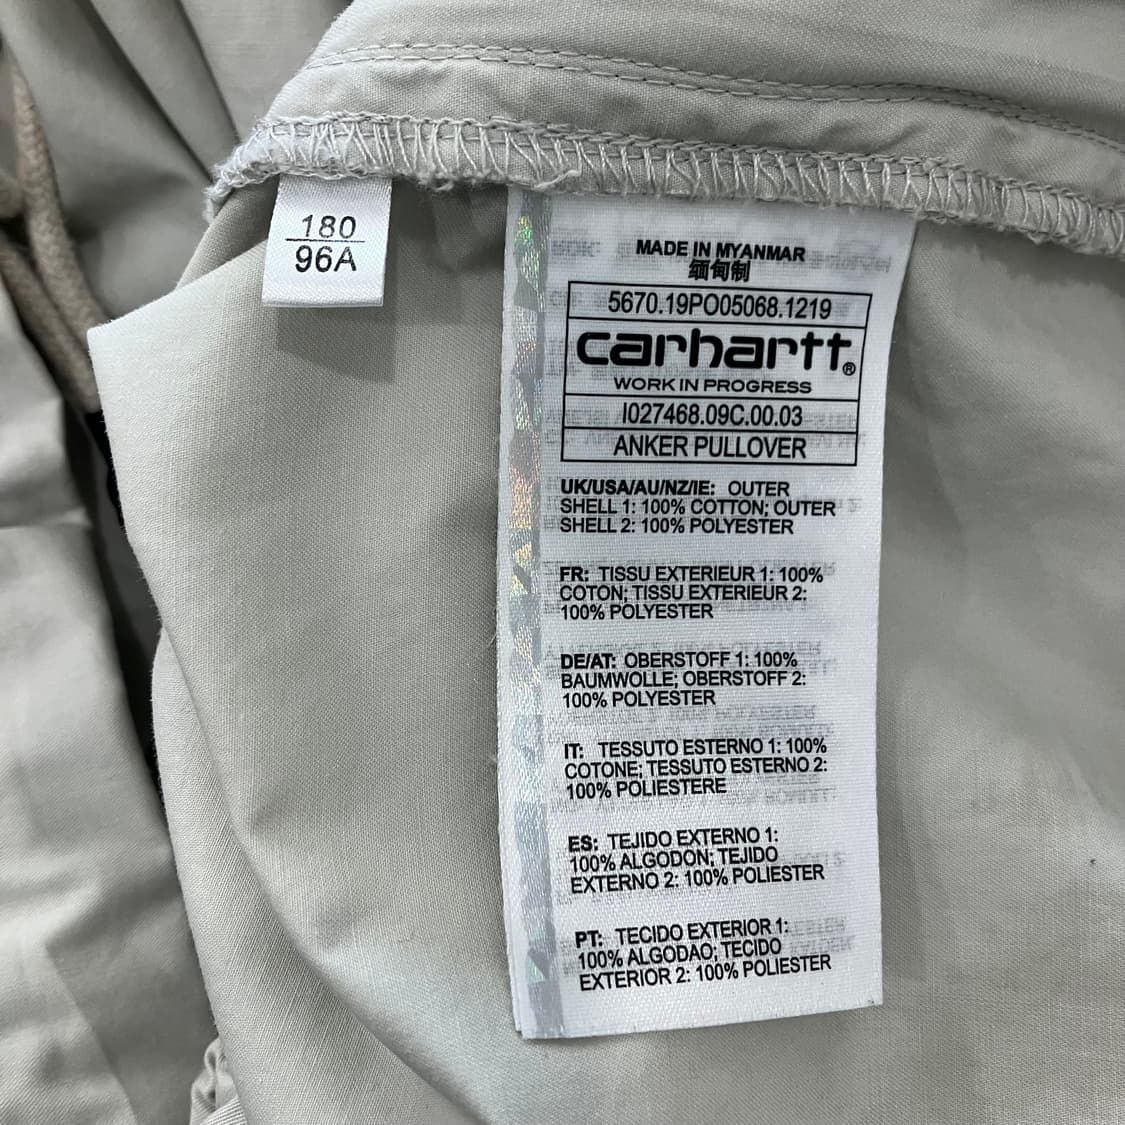 180
96A
MADE IN MYANMAR
缅甸制
5670.19PO05068.1219
carhartt®
WORK IN PROGRESS
I027468.09C.00.03
ANKER PULLOVER
UK/USA/AU/NZ/IE: OUTER
SHELL 1: 100% COTTON; OUTER
SHELL 2: 100% POLYESTER
FR: TISSU EXTERIEUR 1: 100%
COTON; TISSU EXTERIEUR 2:
100% POLYESTER
DE/AT: OBERSTOFF 1: 100%
BAUMWOLLE; OBERSTOFF 2:
100% POLYESTER
IT: TESSUTO ESTERNO 1: 100%
COTONE; TESSUTO ESTERNO 2:
100% POLIESTERE
ES: TEJIDO EXTERNO 1:
100% ALGODON; TEJIDO
EXTERNO 2: 100% POLIESTER
PT: TECIDO EXTERIOR 1:
100% ALGODAO; TECIDO
EXTERIOR 2: 100% POLIESTER